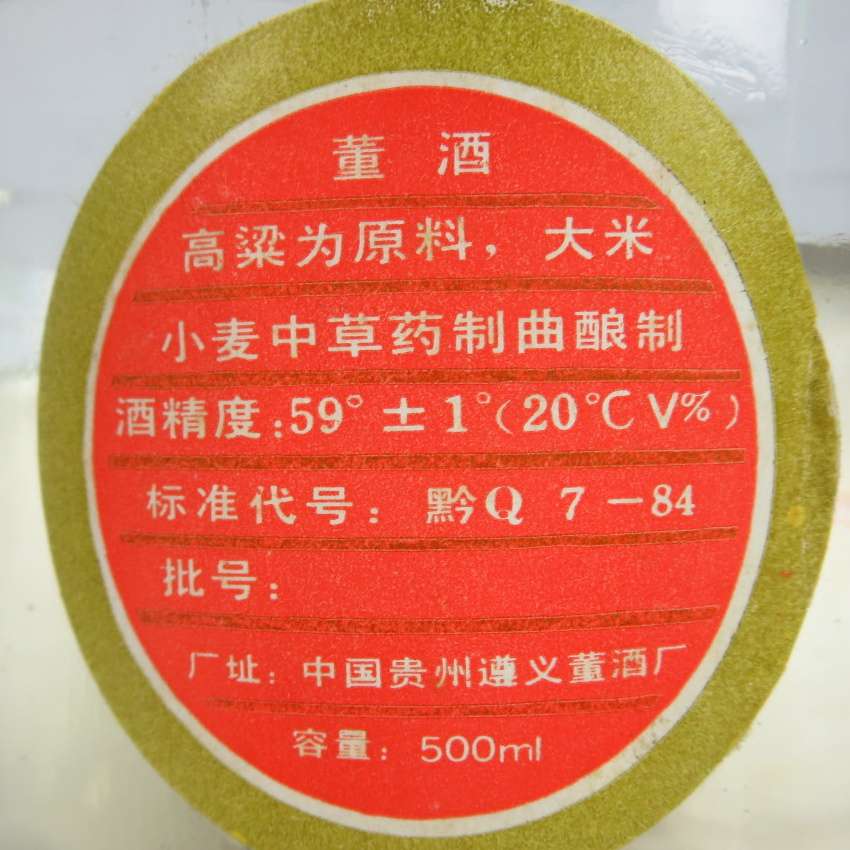 董 酒
高粱为原料，大米
小麦中草药制曲酿制
酒精度:59°±1°(20℃ V%)
标准代号：黔Q 7－84
批号：
厂址：中国贵州遵义董酒厂
容量：500ml